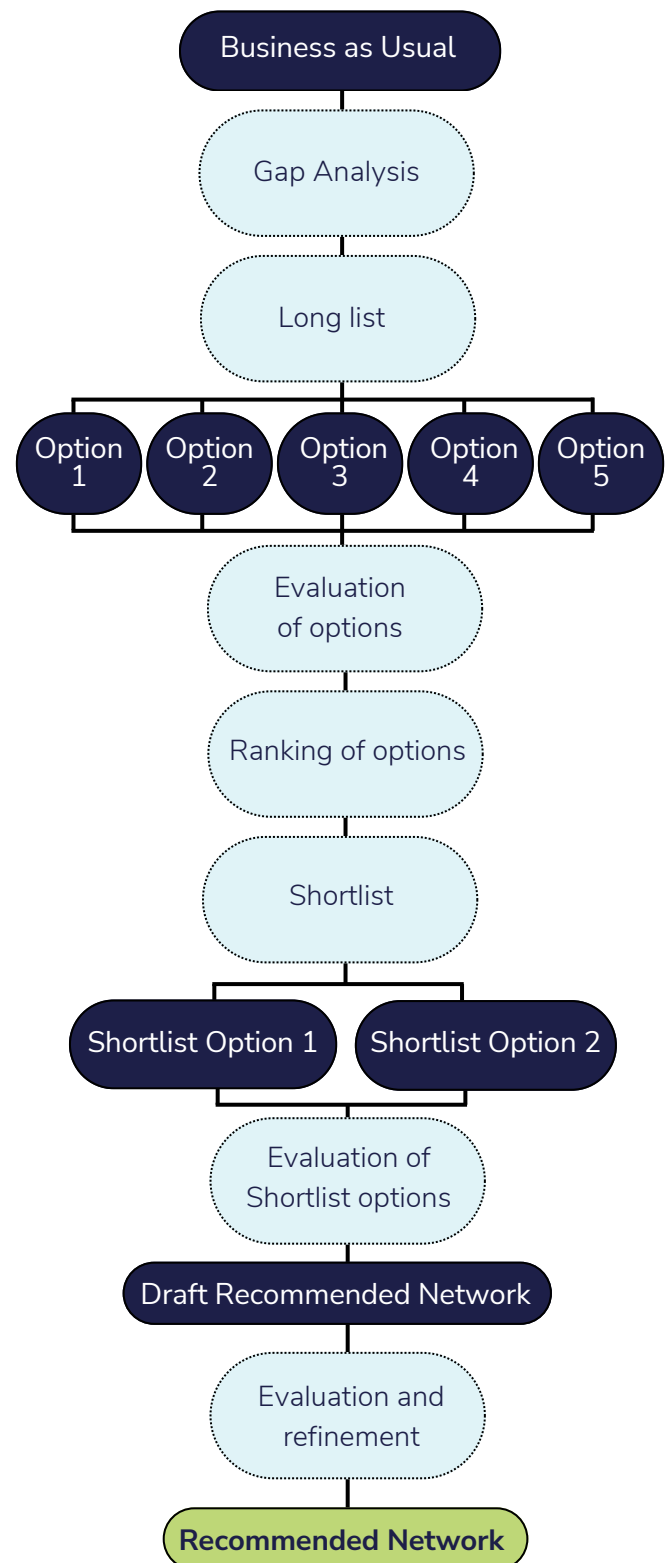 Business as Usual
Gap Analysis
Long list
Option
1
Option
2
Option
3
Option
4
Option
5
Evaluation
of options
Ranking of options
Shortlist
Shortlist Option 1
Shortlist Option 2
Evaluation of
Shortlist options
Draft Recommended Network
Evaluation and
refinement
Recommended Network